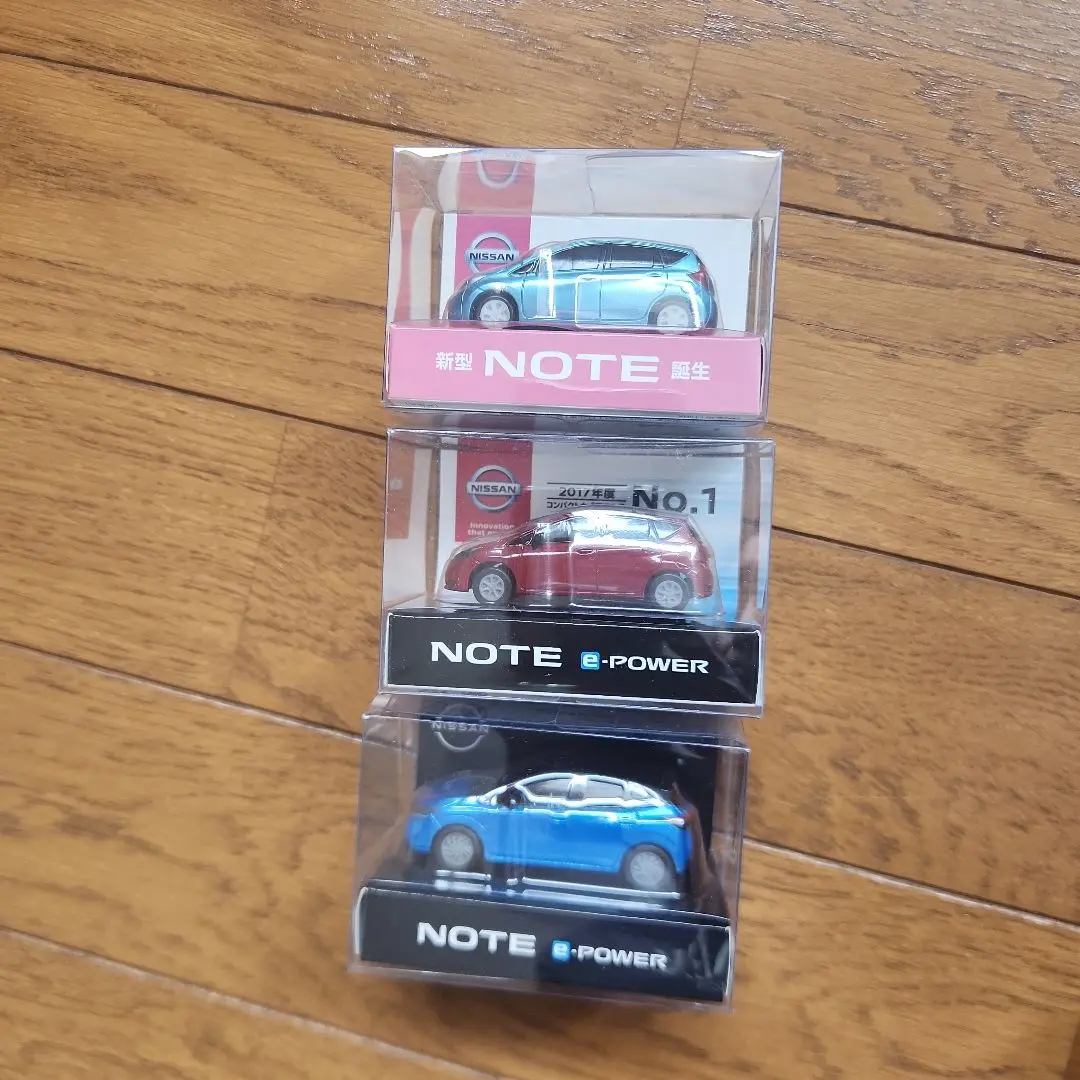 NISSAN
新型 NOTE 誕生
NISSAN
Innovation
2017年度
No.1
NOTE e-POWER
NISSAN
NOTE e-POWER